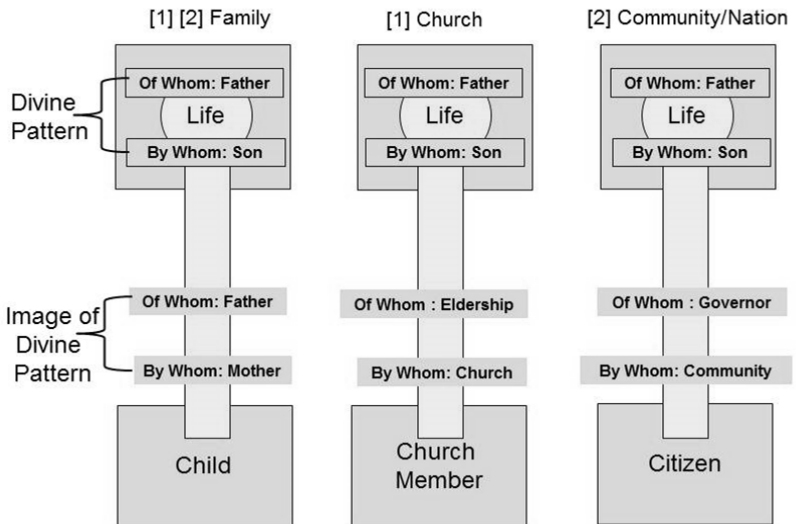 [1] [2] Family
[1] Church
[2] Community/Nation
Divine
Pattern
Of Whom: Father
Life
By Whom: Son
Of Whom: Father
Life
By Whom: Son
Of Whom: Father
Life
By Whom: Son
Image of
Divine
Pattern
Of Whom: Father
By Whom: Mother
Of Whom : Eldership
By Whom: Church
Of Whom : Governor
By Whom: Community
Child
Church
Member
Citizen